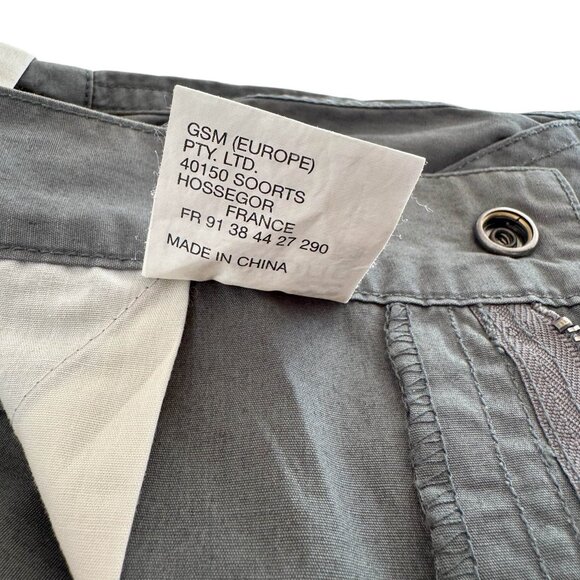 GSM (EUROPE)
PTY. LTD.
40150 SOORTS
HOSSEGOR
FRANCE
FR 91 38 44 27 290
MADE IN CHINA